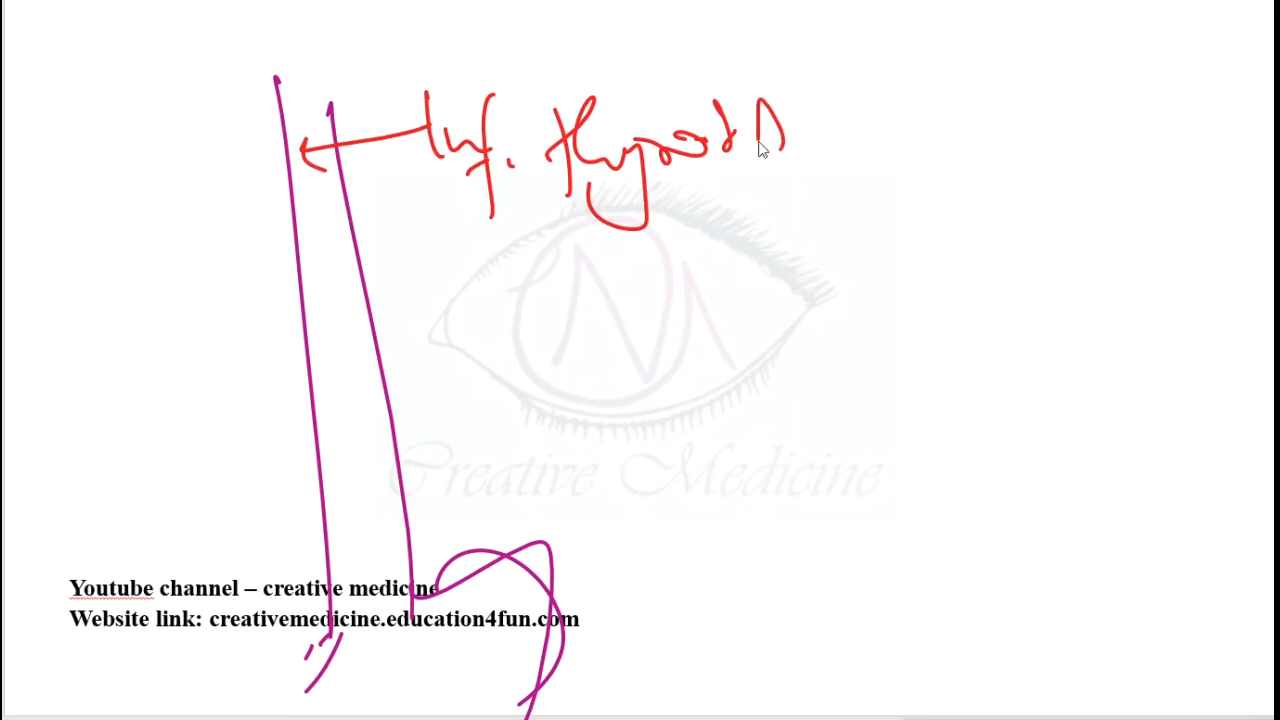 Inf. thyroid A
Creative Medicine
Youtube channel – creative medicine
Website link: creativemedicine.education4fun.com